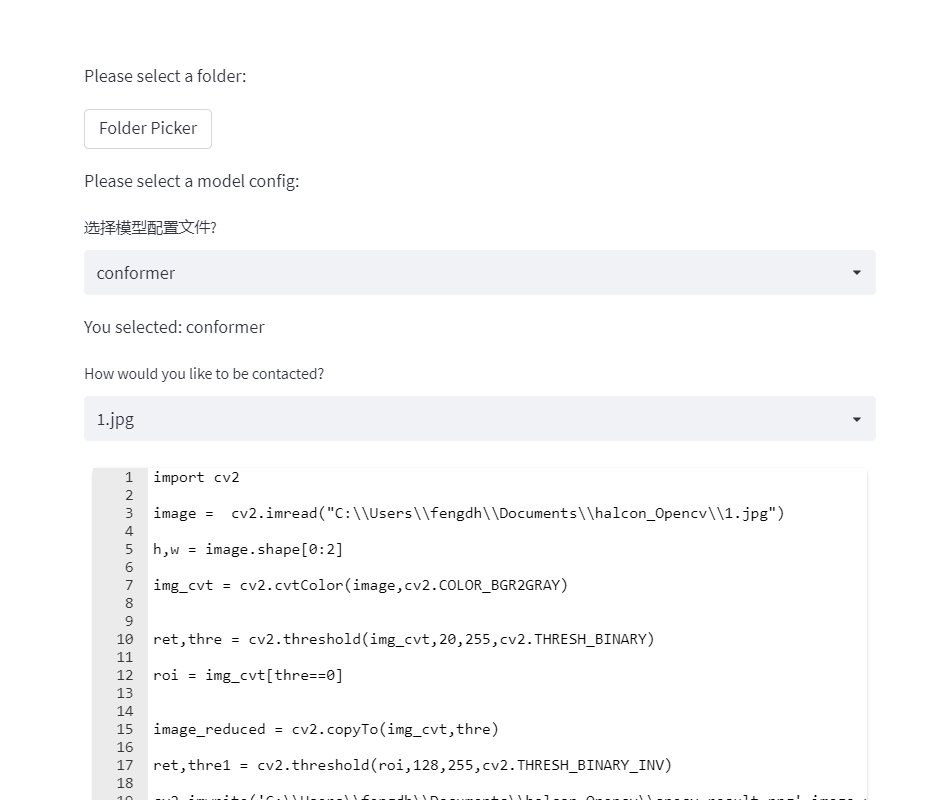 Please select a folder:
Folder Picker
Please select a model config:
选择模型配置文件?
conformer
You selected: conformer
How would you like to be contacted?
1.jpg
1 import cv2
2
3 image =  cv2.imread("C:\\Users\\fengdh\\Documents\\halcon_Opencv\\1.jpg")
4
5 h,w = image.shape[0:2]
6
7 img_cvt = cv2.cvtColor(image,cv2.COLOR_BGR2GRAY)
8
9
10 ret,thre = cv2.threshold(img_cvt,20,255,cv2.THRESH_BINARY)
11
12 roi = img_cvt[thre==0]
13
14
15 image_reduced = cv2.copyTo(img_cvt,thre)
16
17 ret,thre1 = cv2.threshold(roi,128,255,cv2.THRESH_BINARY_INV)
18